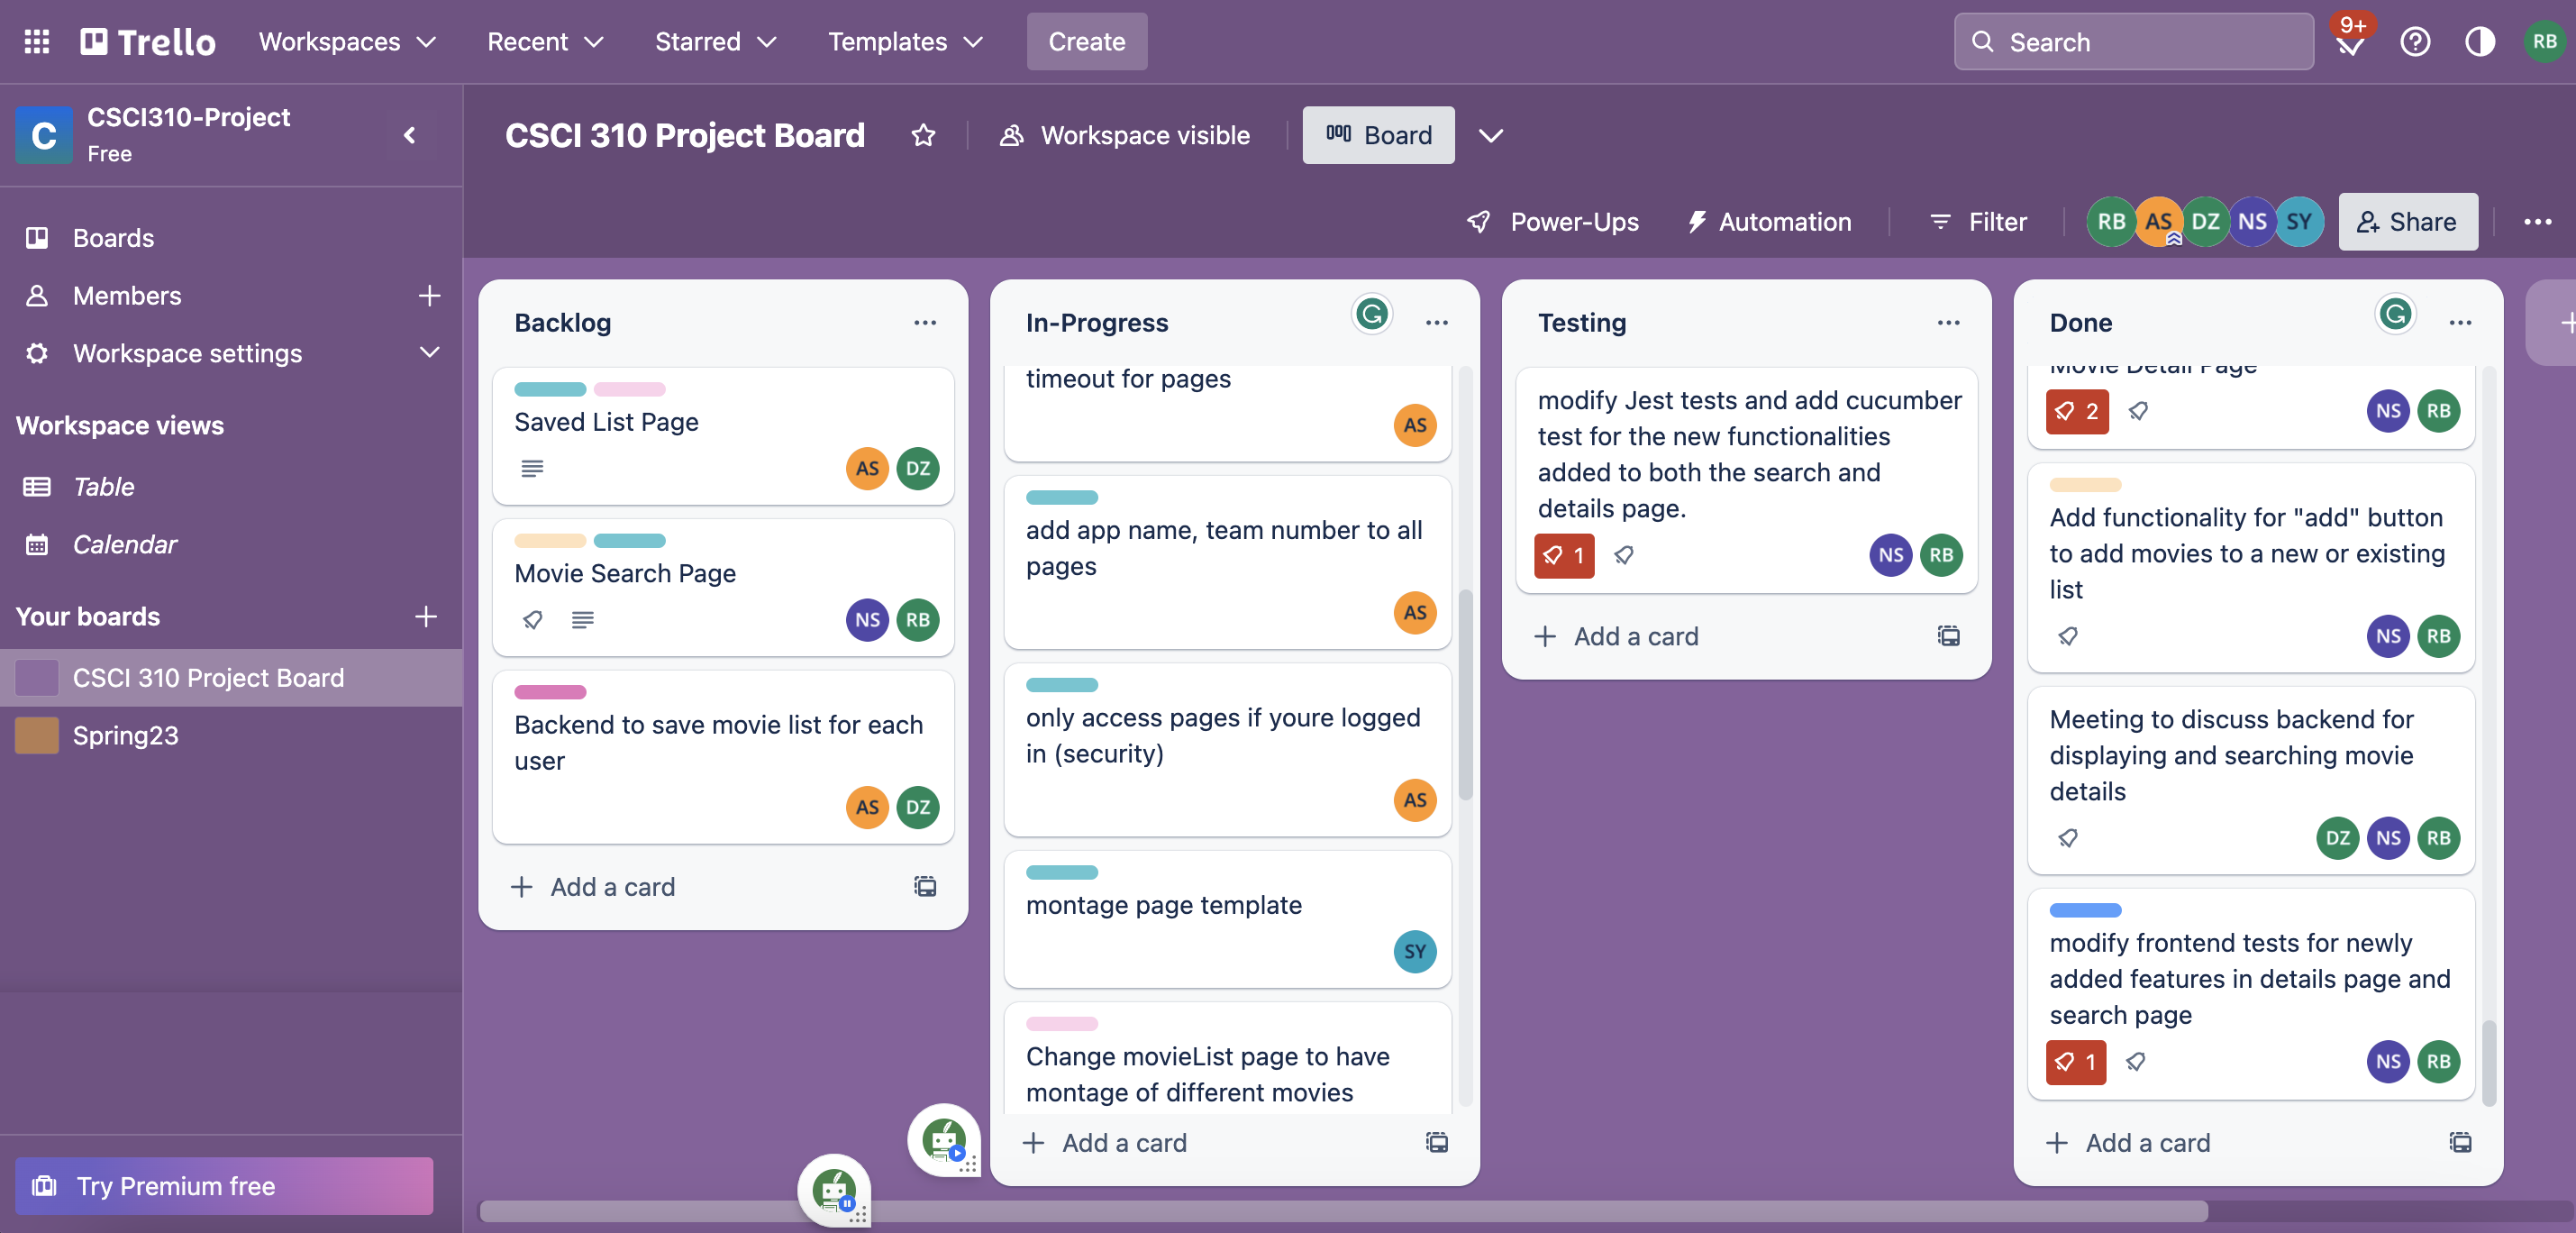 Trello
Workspaces
Recent
Starred
Templates
Create
Search
9+
RB
C
CSCI310-Project
Free
CSCI 310 Project Board
Workspace visible
Board
Power-Ups
Automation
Filter
RB
AS
DZ
NS
SY
Share
Boards
Members
Workspace settings
Workspace views
Table
Calendar
Your boards
CSCI 310 Project Board
Spring23
Try Premium free
Backlog
Saved List Page
AS
DZ
Movie Search Page
NS
RB
Backend to save movie list for each
user
AS
DZ
Add a card
In-Progress
timeout for pages
AS
add app name, team number to all
pages
AS
only access pages if youre logged
in (security)
AS
montage page template
SY
Change movieList page to have
montage of different movies
Add a card
Testing
modify Jest tests and add cucumber
test for the new functionalities
added to both the search and
details page.
1
NS
RB
Add a card
Done
Movie Detail Page
2
NS
RB
Add functionality for "add" button
to add movies to a new or existing
list
NS
RB
Meeting to discuss backend for
displaying and searching movie
details
DZ
NS
RB
modify frontend tests for newly
added features in details page and
search page
1
NS
RB
Add a card